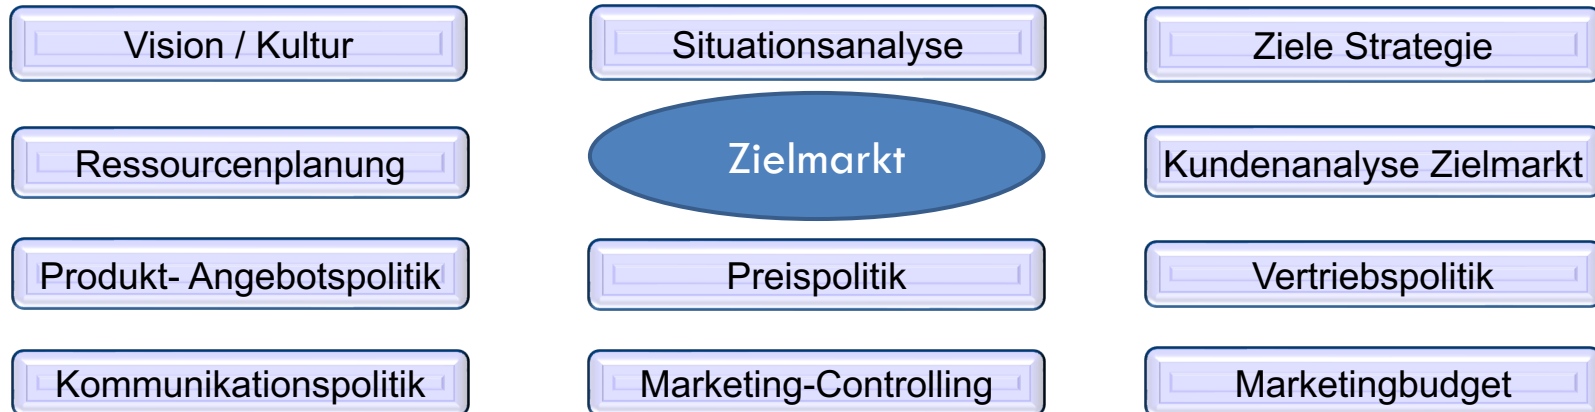 Vision / Kultur
Situationsanalyse
Ziele Strategie
Ressourcenplanung
Zielmarkt
Kundenanalyse Zielmarkt
Produkt- Angebotspolitik
Preispolitik
Vertriebspolitik
Kommunikationspolitik
Marketing-Controlling
Marketingbudget